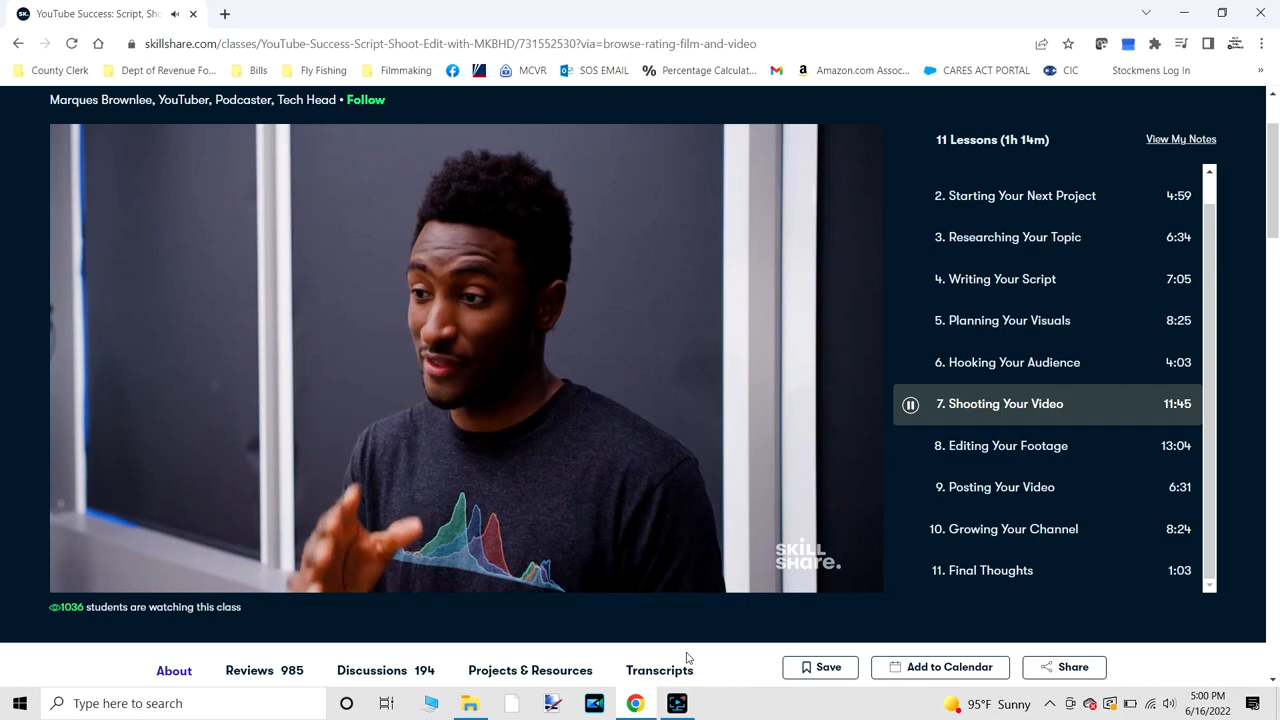 YouTube Success: Script, Sh
skillshare.com/classes/YouTube-Success-Script-Shoot-Edit-with-MKBHD/731552530?via=browse-rating-film-and-video
County Clerk
Dept of Revenue Fo...
Bills
Fly Fishing
Filmmaking
MCVR
SOS EMAIL
Percentage Calculat...
Amazon.com Assoc...
CARES ACT PORTAL
CIC
Stockmens Log In
»
Marques Brownlee, YouTuber, Podcaster, Tech Head • Follow
11 Lessons (1h 14m)
View My Notes
2. Starting Your Next Project 4:59
3. Researching Your Topic 6:34
4. Writing Your Script 7:05
5. Planning Your Visuals 8:25
6. Hooking Your Audience 4:03
7. Shooting Your Video 11:45
8. Editing Your Footage 13:04
9. Posting Your Video 6:31
10. Growing Your Channel 8:24
11. Final Thoughts 1:03
SKILL
SHARE.
1036 students are watching this class
About
Reviews 985
Discussions 194
Projects & Resources
Transcripts
Save
Add to Calendar
Share
Type here to search
95°F Sunny
5:00 PM
6/16/2022